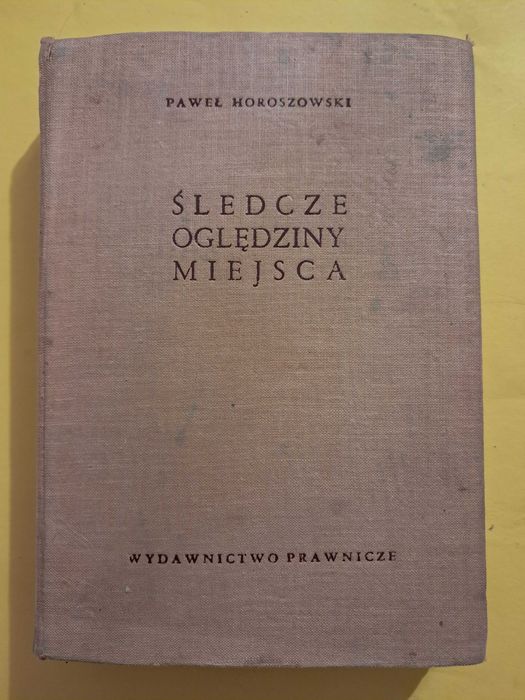 PAWEŁ HOROSZOWSKI
ŚLEDCZE
OGLĘDZINY
MIEJSCA
WYDAWNICTWO PRAWNICZE